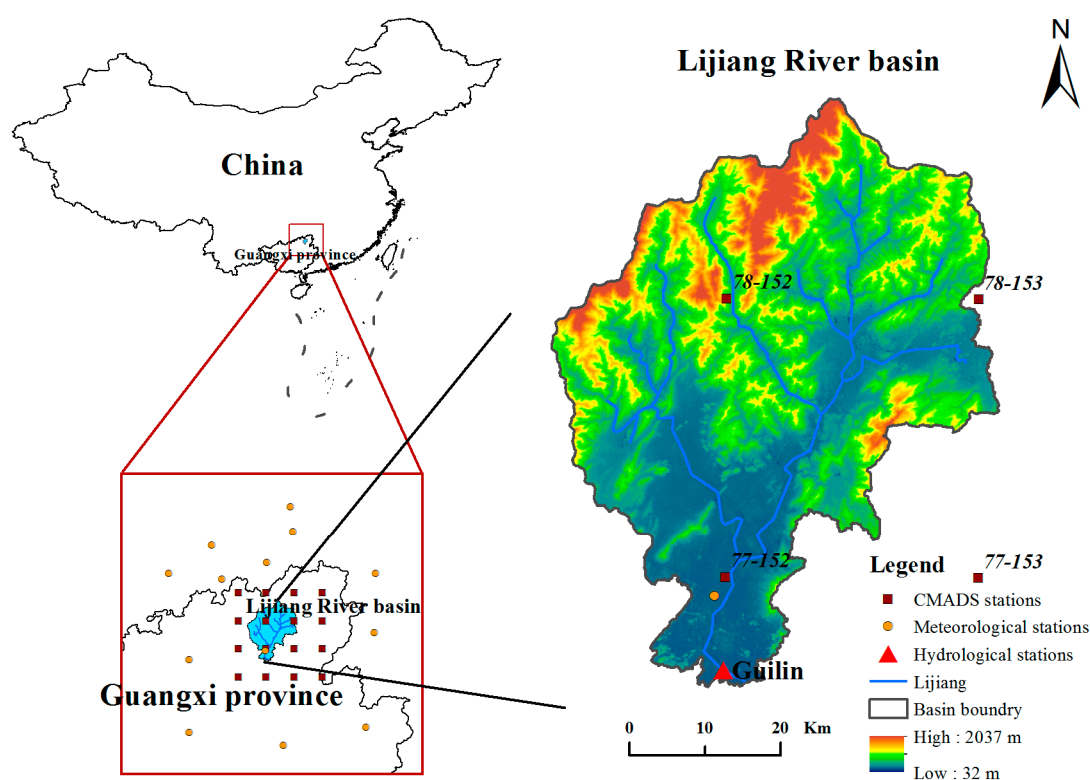 N
Lijiang River basin
China
Guangxi province
78-152
78-153
77-152
77-153
Guilin
Lijiang River basin
Guangxi province
Legend
CMADS stations
Meteorological stations
Hydrological stations
Lijiang
Basin boundry
High : 2037 m
Low : 32 m
0 10 20 Km